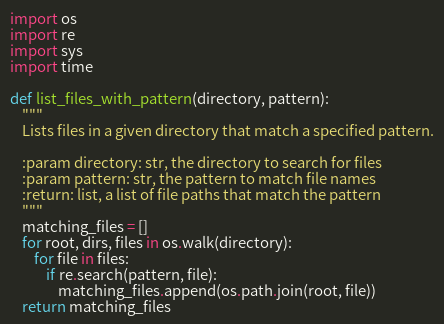 import os
import re
import sys
import time

def list_files_with_pattern(directory, pattern):
    """
    Lists files in a given directory that match a specified pattern.

    :param directory: str, the directory to search for files
    :param pattern: str, the pattern to match file names
    :return: list, a list of file paths that match the pattern
    """
    matching_files = []
    for root, dirs, files in os.walk(directory):
        for file in files:
            if re.search(pattern, file):
                matching_files.append(os.path.join(root, file))
    return matching_files